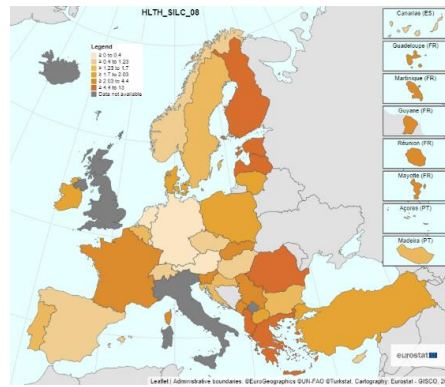 HLTH_SILC_08
Legend
≥ 0 to 0.4
≥ 0.4 to 1.23
≥ 1.23 to 1.7
≥ 1.7 to 2.03
≥ 2.03 to 4.4
≥ 4.4 to 13
Data not available
Canarias (ES)
Guadeloupe (FR)
Martinique (FR)
Guyane (FR)
Réunion (FR)
Mayotte (FR)
Açores (PT)
Madeira (PT)
eurostat
Leaflet | Administrative boundaries: ©EuroGeographics ©UN-FAO ©Turkstat, Cartography: Eurostat - GISCO,